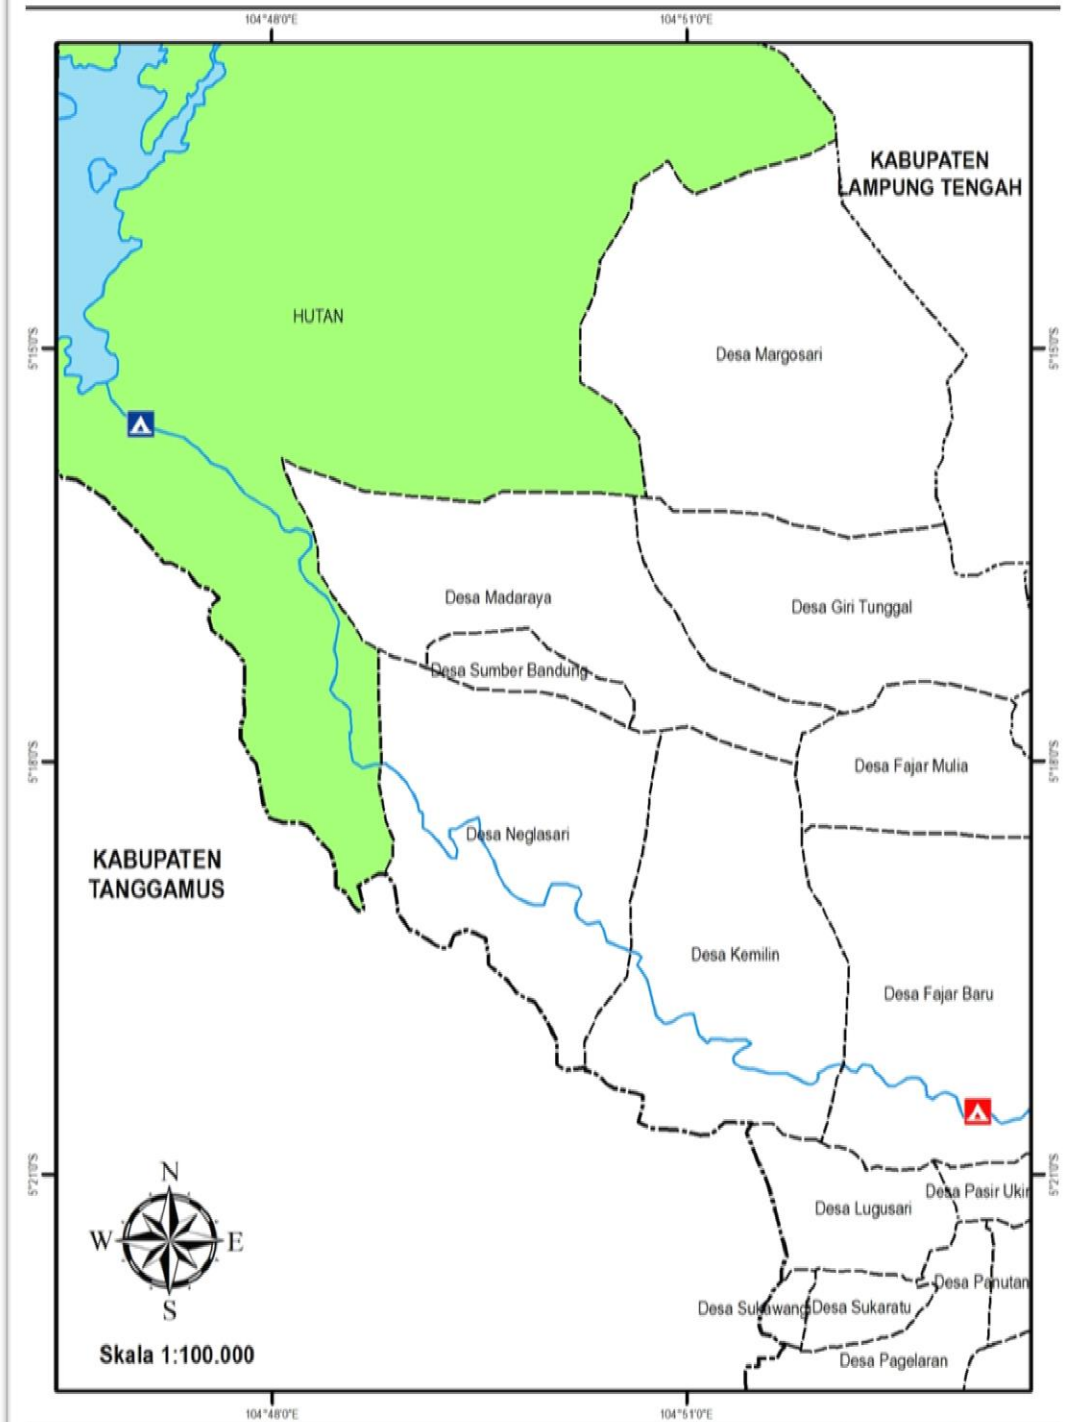 104°48'0"E
104°51'0"E
KABUPATEN
LAMPUNG TENGAH
HUTAN
5°15'0"S
Desa Margosari
5°15'0"S
Desa Madaraya
Desa Giri Tunggal
Desa Sumber Bandung
5°18'0"S
Desa Fajar Mulia
5°18'0"S
Desa Neglasari
KABUPATEN
TANGGAMUS
Desa Kemilin
Desa Fajar Baru
N
5°21'0"S
Desa Pasir Ukir
5°21'0"S
Desa Lugusari
W
E
Desa Panutan
S
Desa Sukawangi
Desa Sukaratu
Skala 1:100.000
Desa Pagelaran
104°48'0"E
104°51'0"E